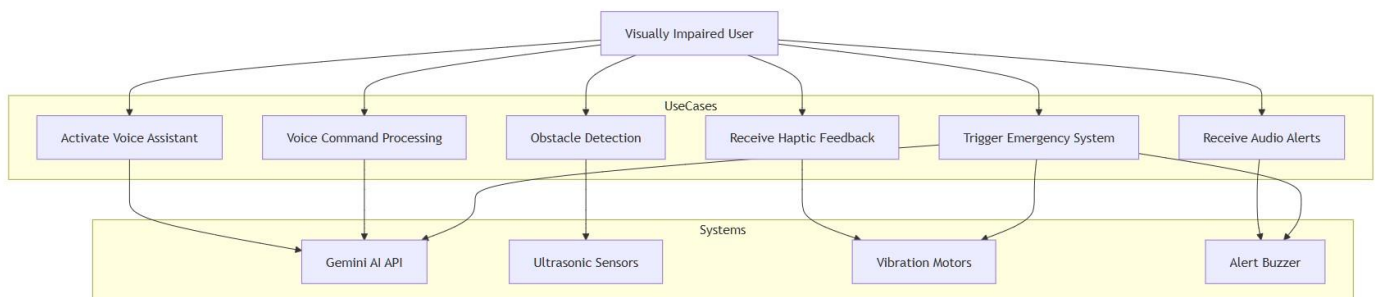 Visually Impaired User
UseCases
Activate Voice Assistant
Voice Command Processing
Obstacle Detection
Receive Haptic Feedback
Trigger Emergency System
Receive Audio Alerts
Systems
Gemini AI API
Ultrasonic Sensors
Vibration Motors
Alert Buzzer